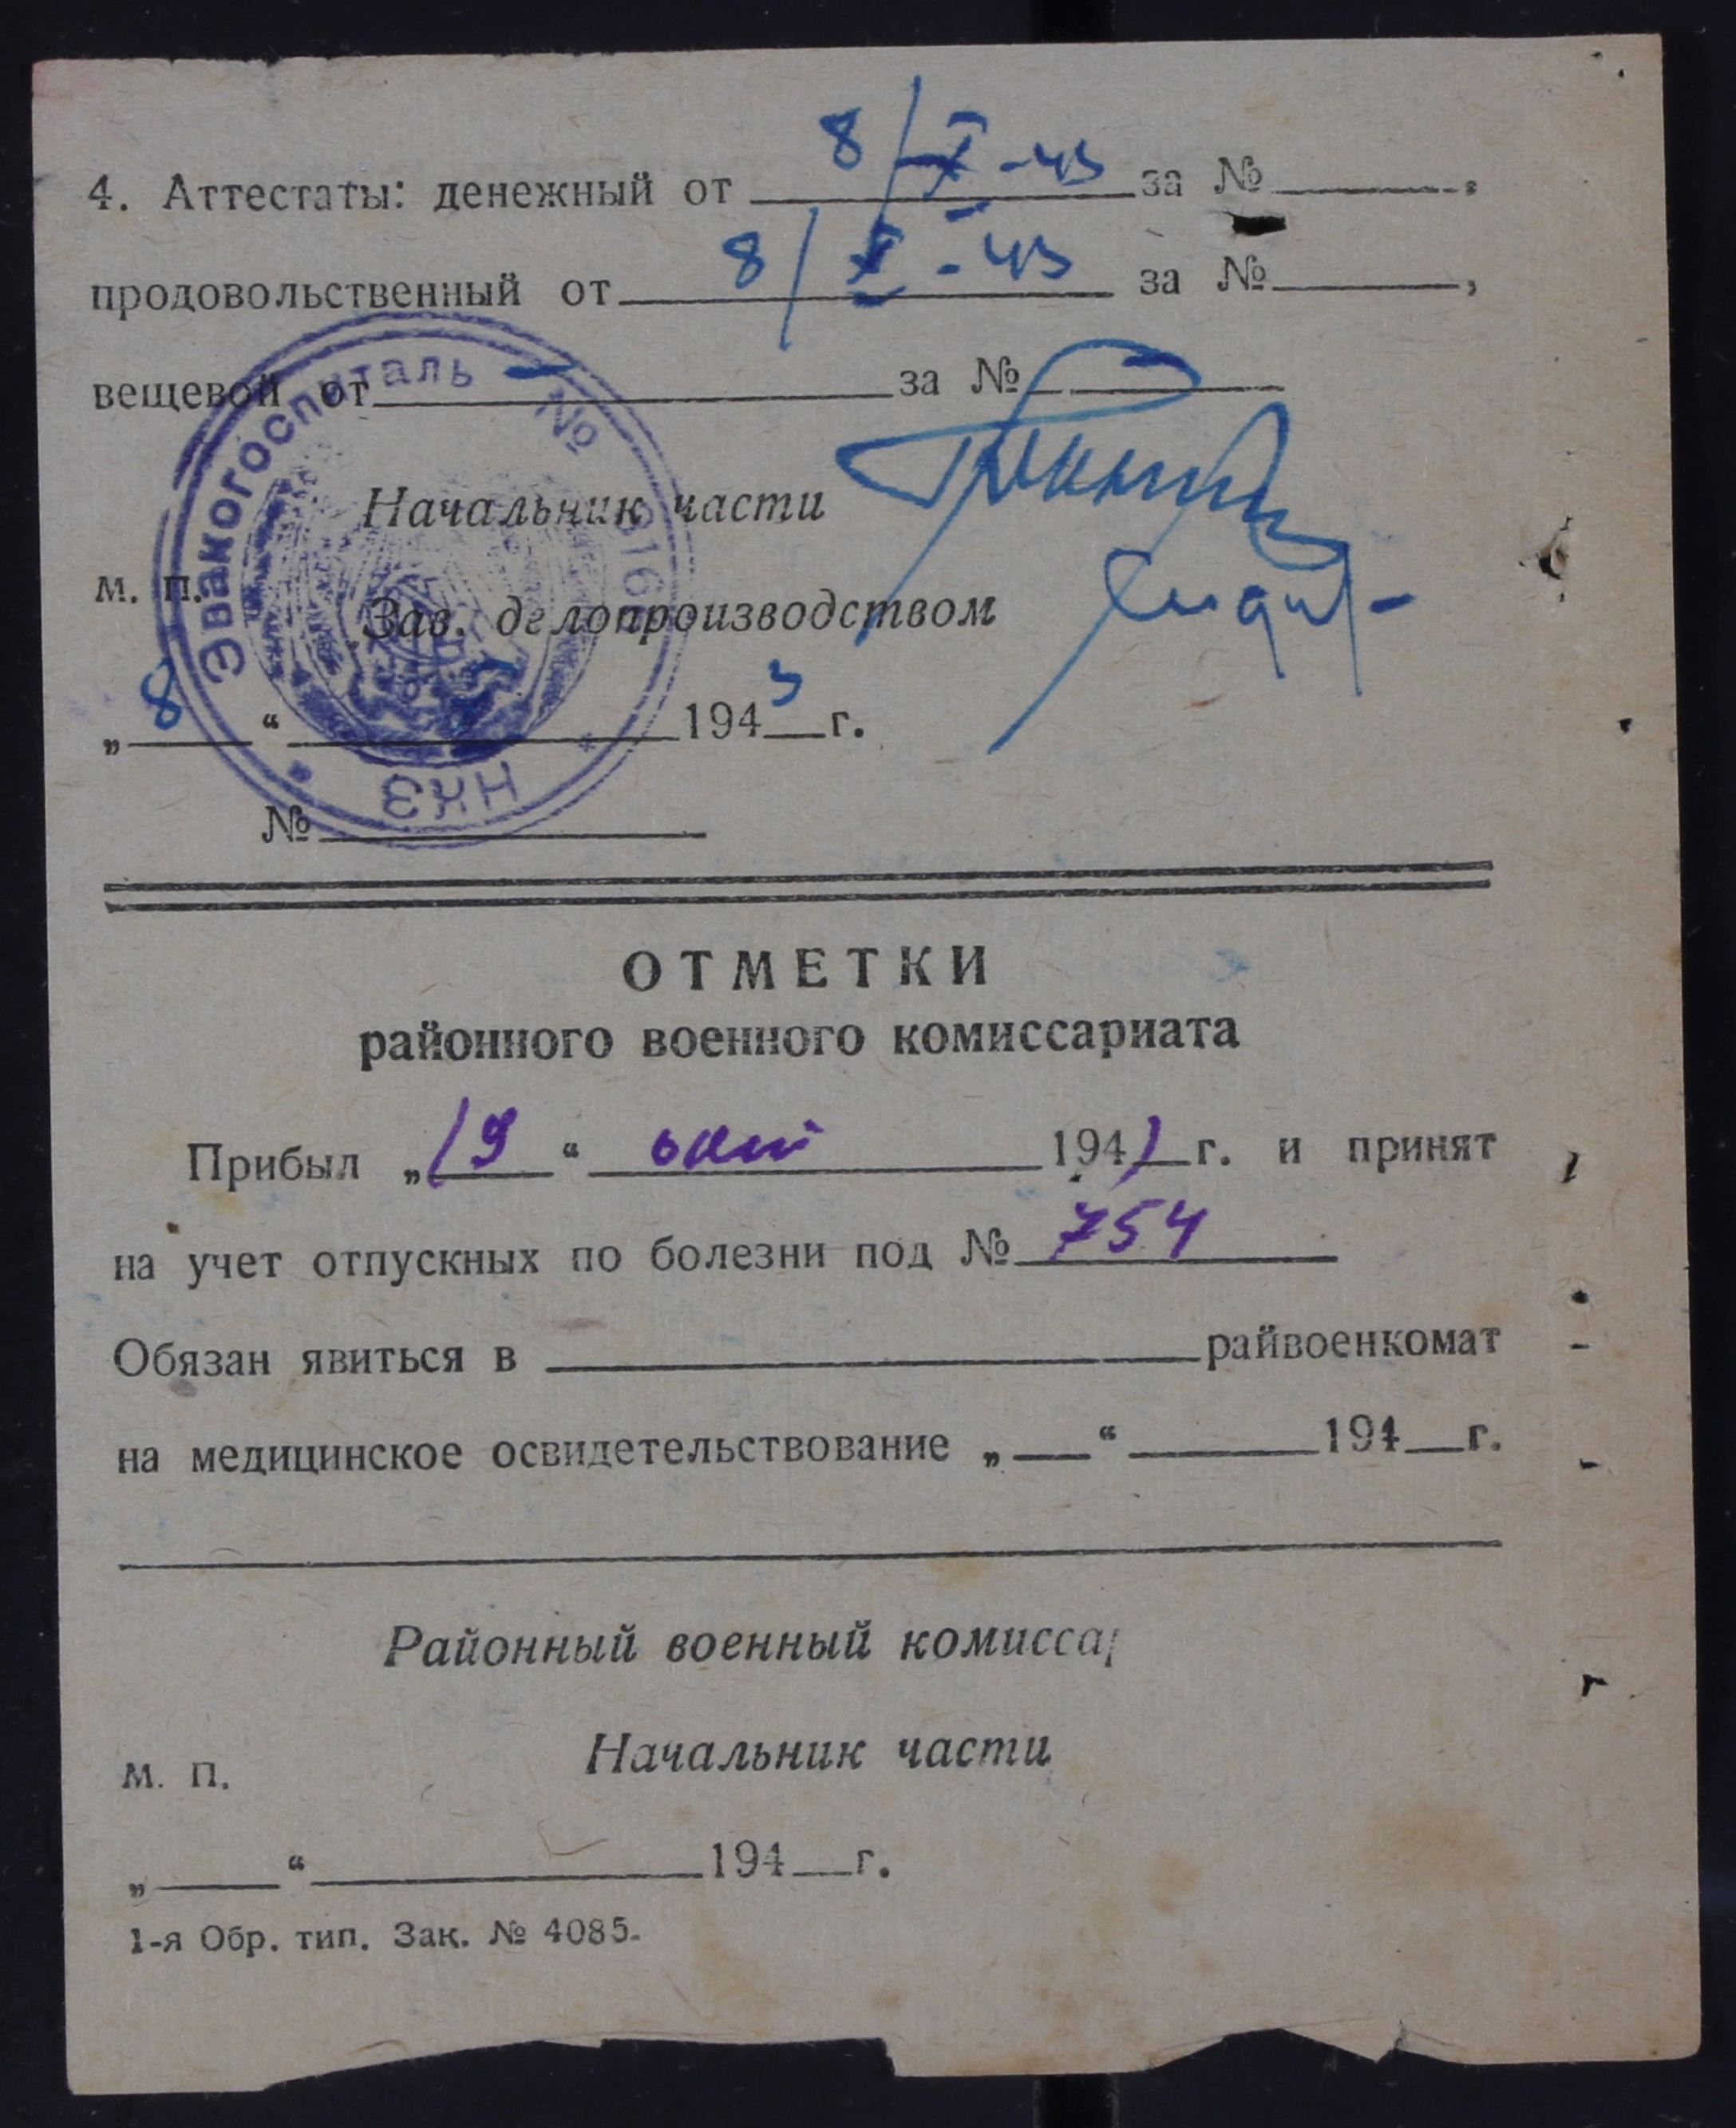 4. Аттестаты: денежный от 8/X-43 за № ,
продовольственный от 8/X-43 за № ,
вещевой от — за №
Эвакогоспиталь №
НКЗ
Начальник части
М. П.
Зав. делопроизводством
„8“ 1943 г.
№
ОТМЕТКИ
районного военного комиссариата
Прибыл „19“ окт 194 г. и принят
на учет отпускных по болезни под № 754
Обязан явиться в райвоенкомат
на медицинское освидетельствование „ “ 194 г.
Районный военный комисса
Начальник части
М. П.
„ “ 194 г.
1-я Обр. тип. Зак. № 4085.